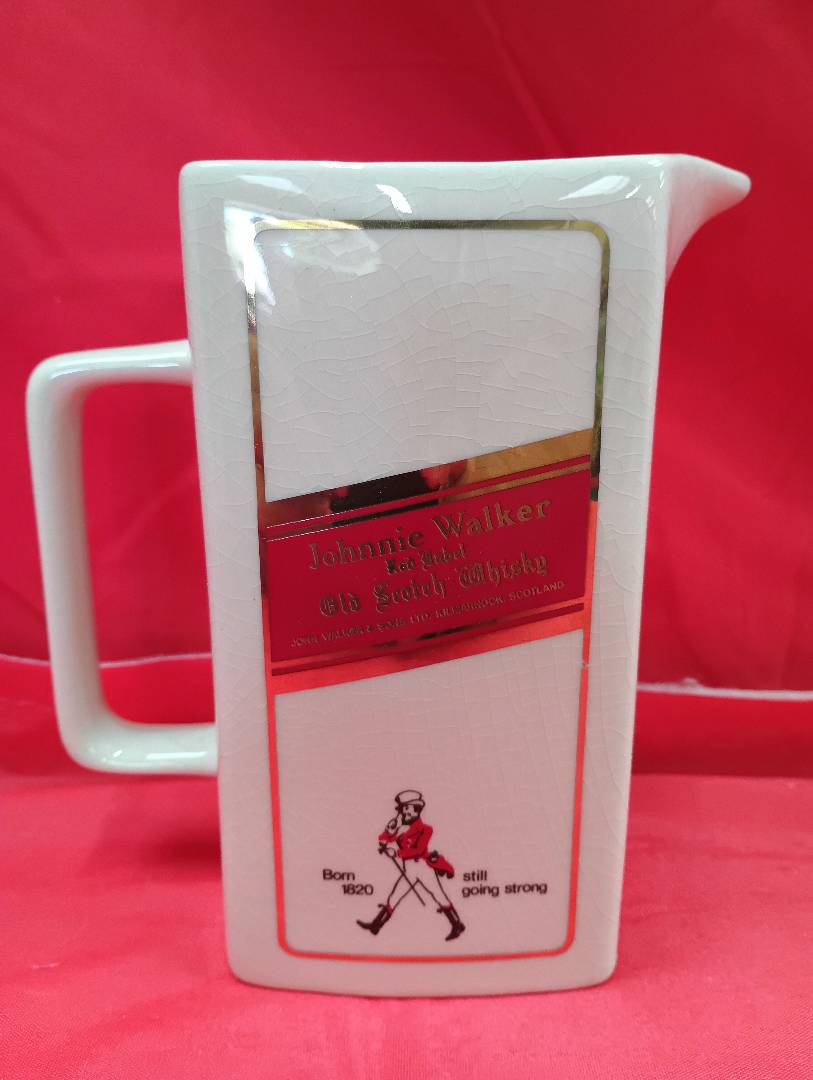 Johnnie Walker
Red Label
Old Scotch Whisky
JOHN WALKER & SONS LTD. KILMARNOCK, SCOTLAND
Born still
1820 going strong